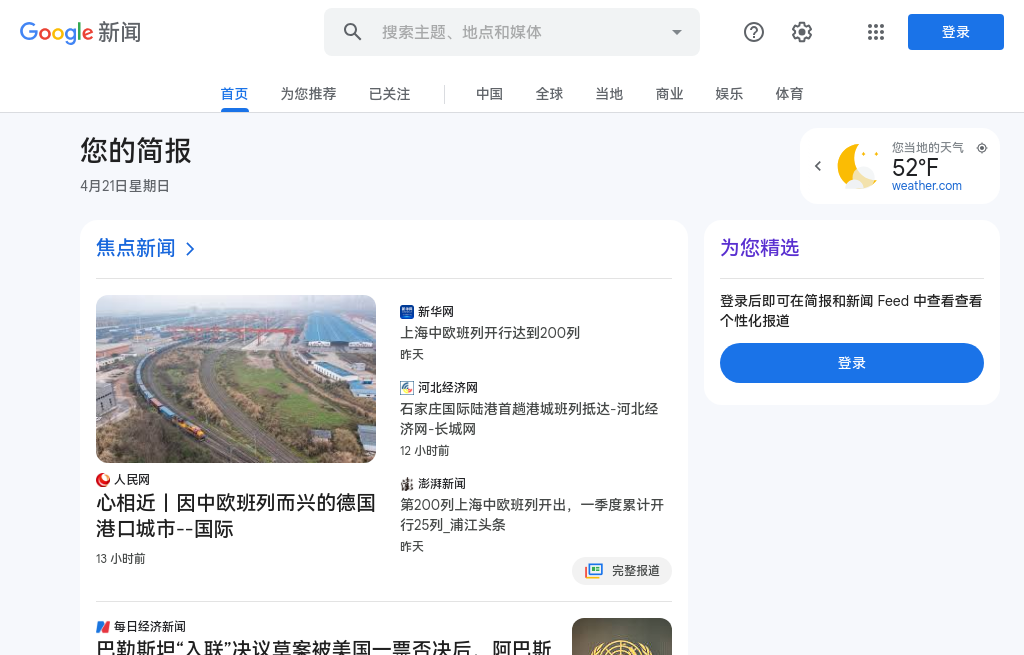 Google 新闻
搜索主题、地点和媒体
登录
首页
为您推荐
已关注
中国
全球
当地
商业
娱乐
体育
您的简报
4月21日星期日
您当地的天气
52°F
weather.com
焦点新闻
人民网
心相近丨因中欧班列而兴的德国
港口城市--国际
13 小时前
新华网
上海中欧班列开行达到200列
昨天
河北经济网
石家庄国际陆港首趟港城班列抵达-河北经
济网-长城网
12 小时前
澎湃新闻
第200列上海中欧班列开出，一季度累计开
行25列_浦江头条
昨天
完整报道
为您精选
登录后即可在简报和新闻 Feed 中查看查看
个性化报道
登录
每日经济新闻
巴勒斯坦“入联”决议草案被美国一票否决后，阿巴斯